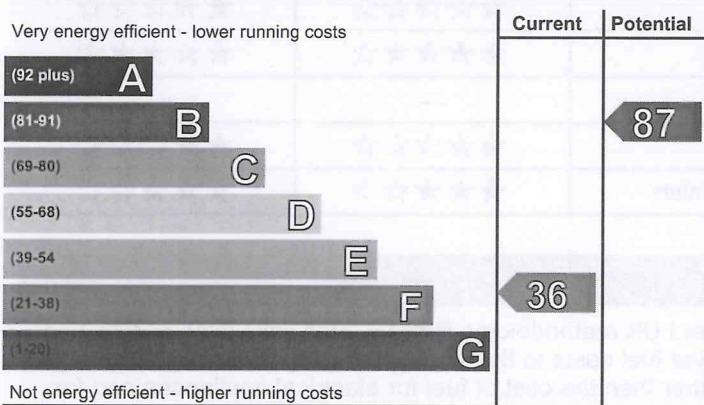 Current Potential
Very energy efficient - lower running costs
(92 plus) A
(81-91) B
87
(69-80) C
(55-68) D
(39-54 E
(21-38) F
36
(1-20) G
Not energy efficient - higher running costs